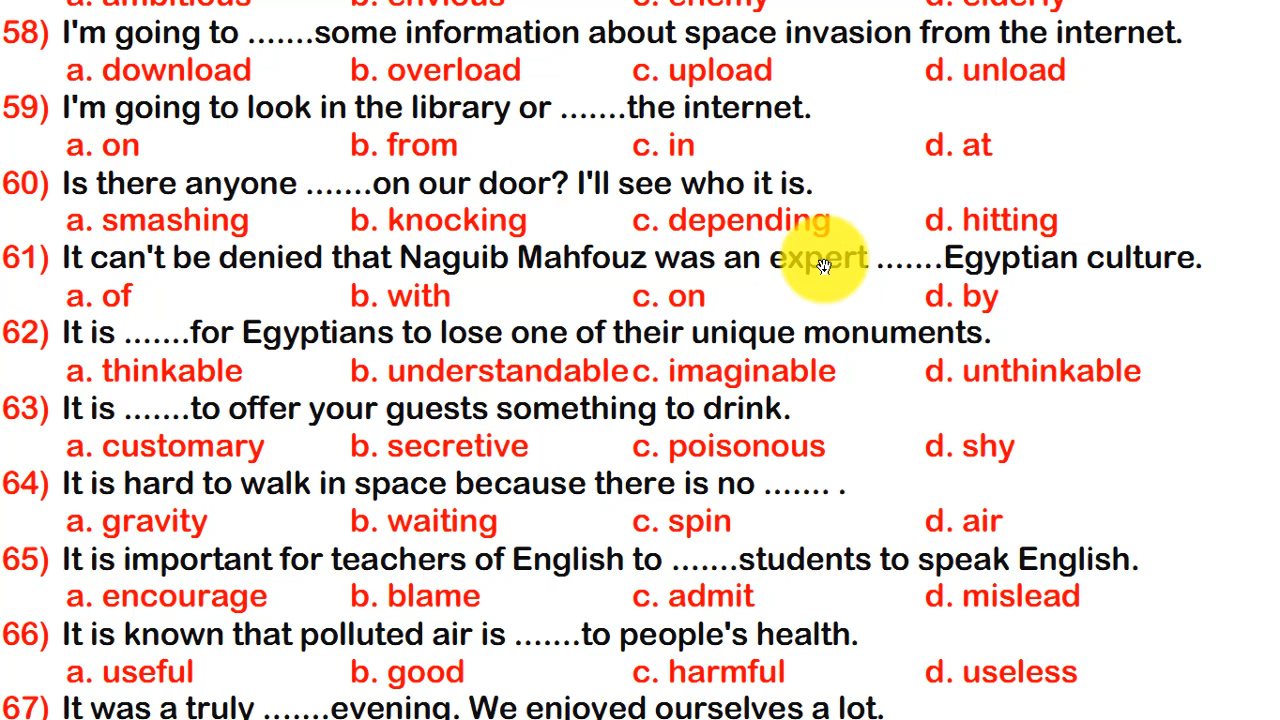 a. ambitious b. envious c. enemy d. elderly
58) I'm going to .......some information about space invasion from the internet.
a. download b. overload c. upload d. unload
59) I'm going to look in the library or .......the internet.
a. on b. from c. in d. at
60) Is there anyone .......on our door? I'll see who it is.
a. smashing b. knocking c. depending d. hitting
61) It can't be denied that Naguib Mahfouz was an expert .......Egyptian culture.
a. of b. with c. on d. by
62) It is .......for Egyptians to lose one of their unique monuments.
a. thinkable b. understandable c. imaginable d. unthinkable
63) It is .......to offer your guests something to drink.
a. customary b. secretive c. poisonous d. shy
64) It is hard to walk in space because there is no ....... .
a. gravity b. waiting c. spin d. air
65) It is important for teachers of English to .......students to speak English.
a. encourage b. blame c. admit d. mislead
66) It is known that polluted air is .......to people's health.
a. useful b. good c. harmful d. useless
67) It was a truly .......evening. We enjoyed ourselves a lot.